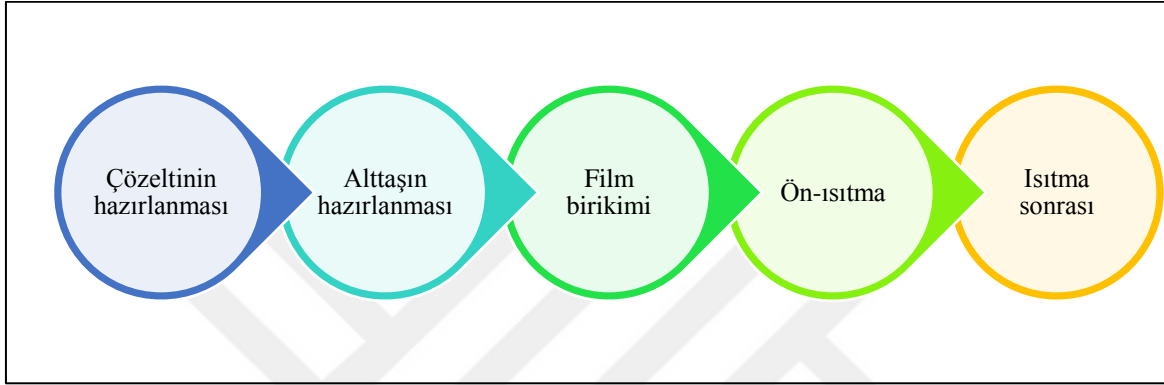 Çözeltinin
hazırlanması
Alttaşın
hazırlanması
Film
birikimi
Ön-ısıtma
Isıtma
sonrası